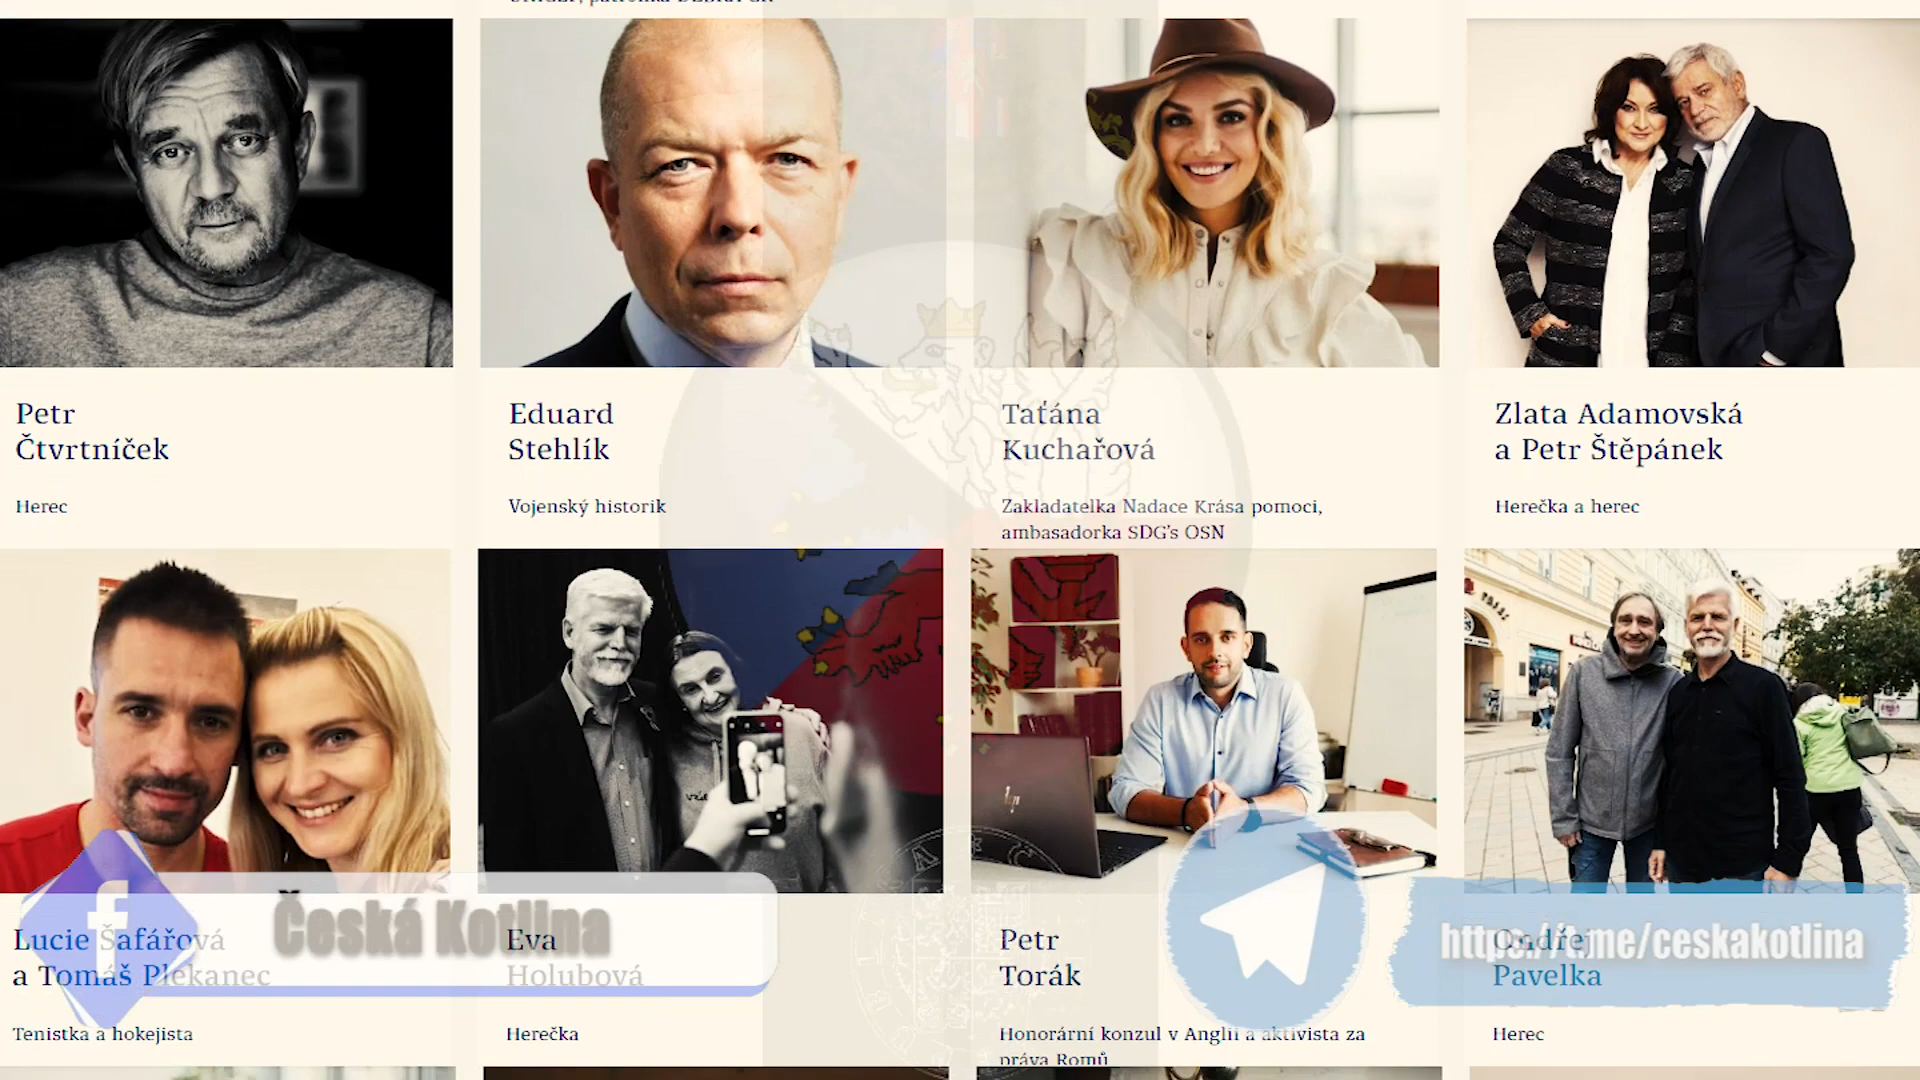 Petr
Čtvrtníček
Herec
Eduard
Stehlík
Vojenský historik
Taťána
Kuchařová
Zakladatelka Nadace Krása pomoci,
ambasadorka SDG's OSN
Zlata Adamovská
a Petr Štěpánek
Herečka a herec
Lucie Šafářová
a Tomáš Plekanec
Tenistka a hokejista
Eva
Holubová
Herečka
Petr
Torák
Honorární konzul v Anglii a aktivista za
práva Romů
Ondřej
Pavelka
Herec
Česká Kotlina
https://t.me/ceskakotlina
hp